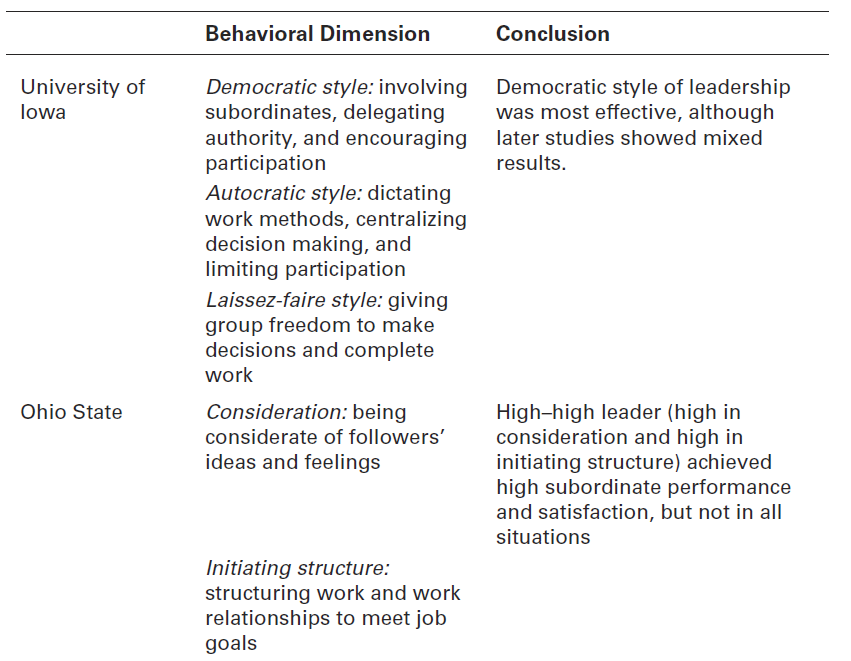 Behavioral Dimension Conclusion
University of Iowa
Democratic style: involving
subordinates, delegating
authority, and encouraging
participation
Autocratic style: dictating
work methods, centralizing
decision making, and
limiting participation
Laissez-faire style: giving
group freedom to make
decisions and complete
work
Democratic style of leadership
was most effective, although
later studies showed mixed
results.
Ohio State
Consideration: being
considerate of followers’
ideas and feelings
Initiating structure:
structuring work and work
relationships to meet job
goals
High–high leader (high in
consideration and high in
initiating structure) achieved
high subordinate performance
and satisfaction, but not in all
situations